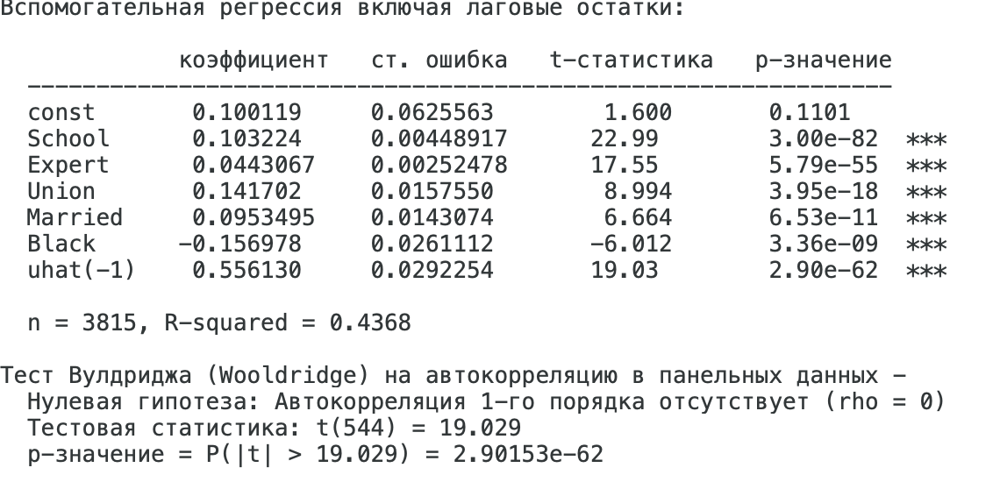 Вспомогательная регрессия включая лаговые остатки:
коэффициент ст. ошибка t-статистика p-значение
---------------------------------------------------------------
const 0.100119 0.0625563 1.600 0.1101
School 0.103224 0.00448917 22.99 3.00e-82 ***
Expert 0.0443067 0.00252478 17.55 5.79e-55 ***
Union 0.141702 0.0157550 8.994 3.95e-18 ***
Married 0.0953495 0.0143074 6.664 6.53e-11 ***
Black -0.156978 0.0261112 -6.012 3.36e-09 ***
uhat(-1) 0.556130 0.0292254 19.03 2.90e-62 ***
n = 3815, R-squared = 0.4368
Тест Вулдриджа (Wooldridge) на автокорреляцию в панельных данных -
Нулевая гипотеза: Автокорреляция 1-го порядка отсутствует (rho = 0)
Тестовая статистика: t(544) = 19.029
р-значение = P(|t| > 19.029) = 2.90153e-62